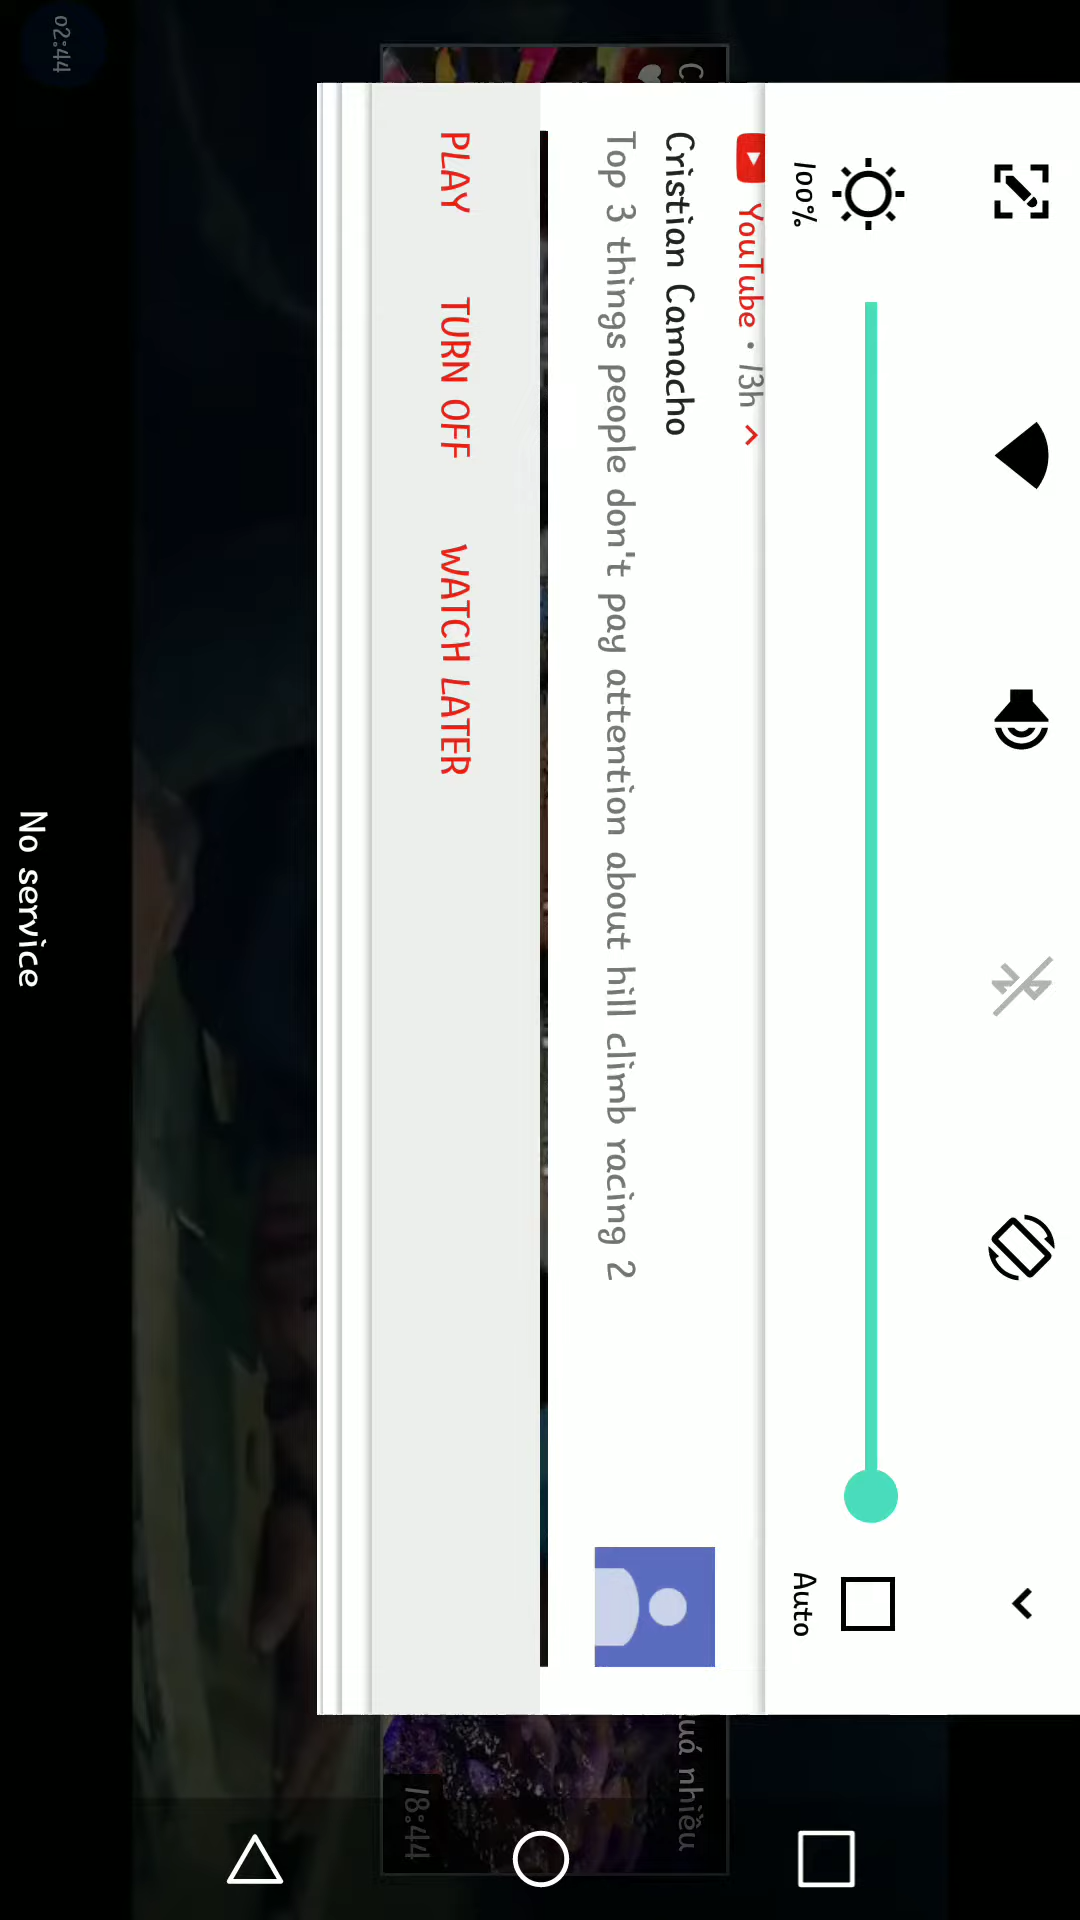 100%
Auto
YouTube • 13h
Cristian Camacho
Top 3 things people don't pay attention about hill climb racing 2
PLAY TURN OFF WATCH LATER
C
uá nhiều
18:44
02:44
No service